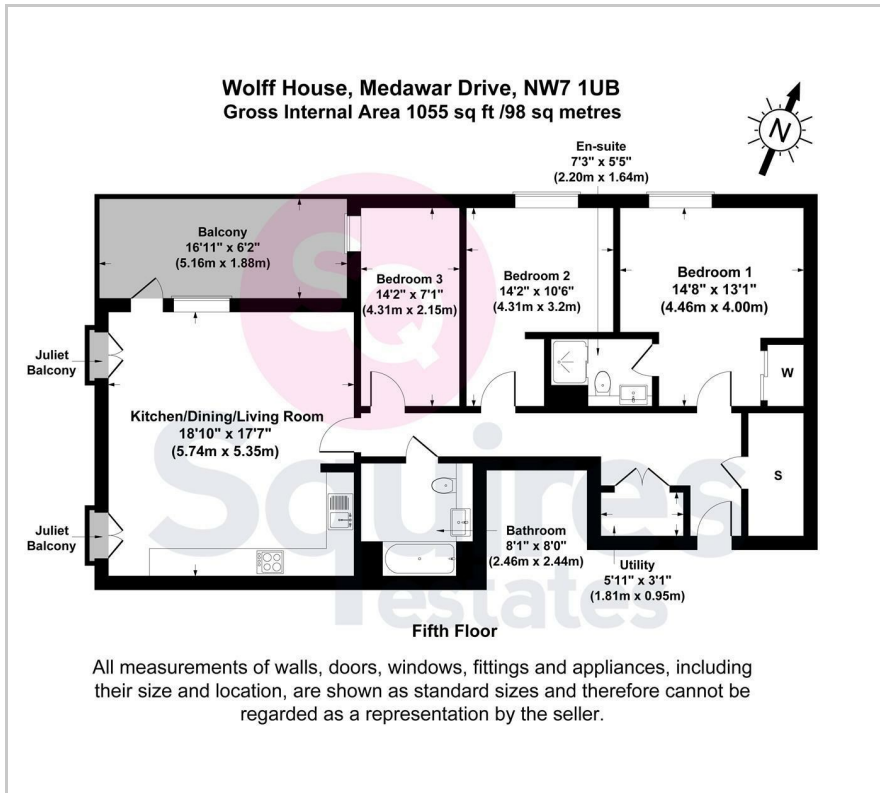 Wolff House, Medawar Drive, NW7 1UB
Gross Internal Area 1055 sq ft /98 sq metres
N
En-suite
7'3" x 5'5"
(2.20m x 1.64m)
Balcony
16'11" x 6'2"
(5.16m x 1.88m)
Bedroom 3
14'2" x 7'1"
(4.31m x 2.15m)
Bedroom 2
14'2" x 10'6"
(4.31m x 3.2m)
Bedroom 1
14'8" x 13'1"
(4.46m x 4.00m)
Juliet
Balcony
W
Kitchen/Dining/Living Room
18'10" x 17'7"
(5.74m x 5.35m)
S
Juliet
Balcony
Bathroom
8'1" x 8'0"
(2.46m x 2.44m)
Utility
5'11" x 3'1"
(1.81m x 0.95m)
SQ
Squires
estates
Fifth Floor
All measurements of walls, doors, windows, fittings and appliances, including
their size and location, are shown as standard sizes and therefore cannot be
regarded as a representation by the seller.